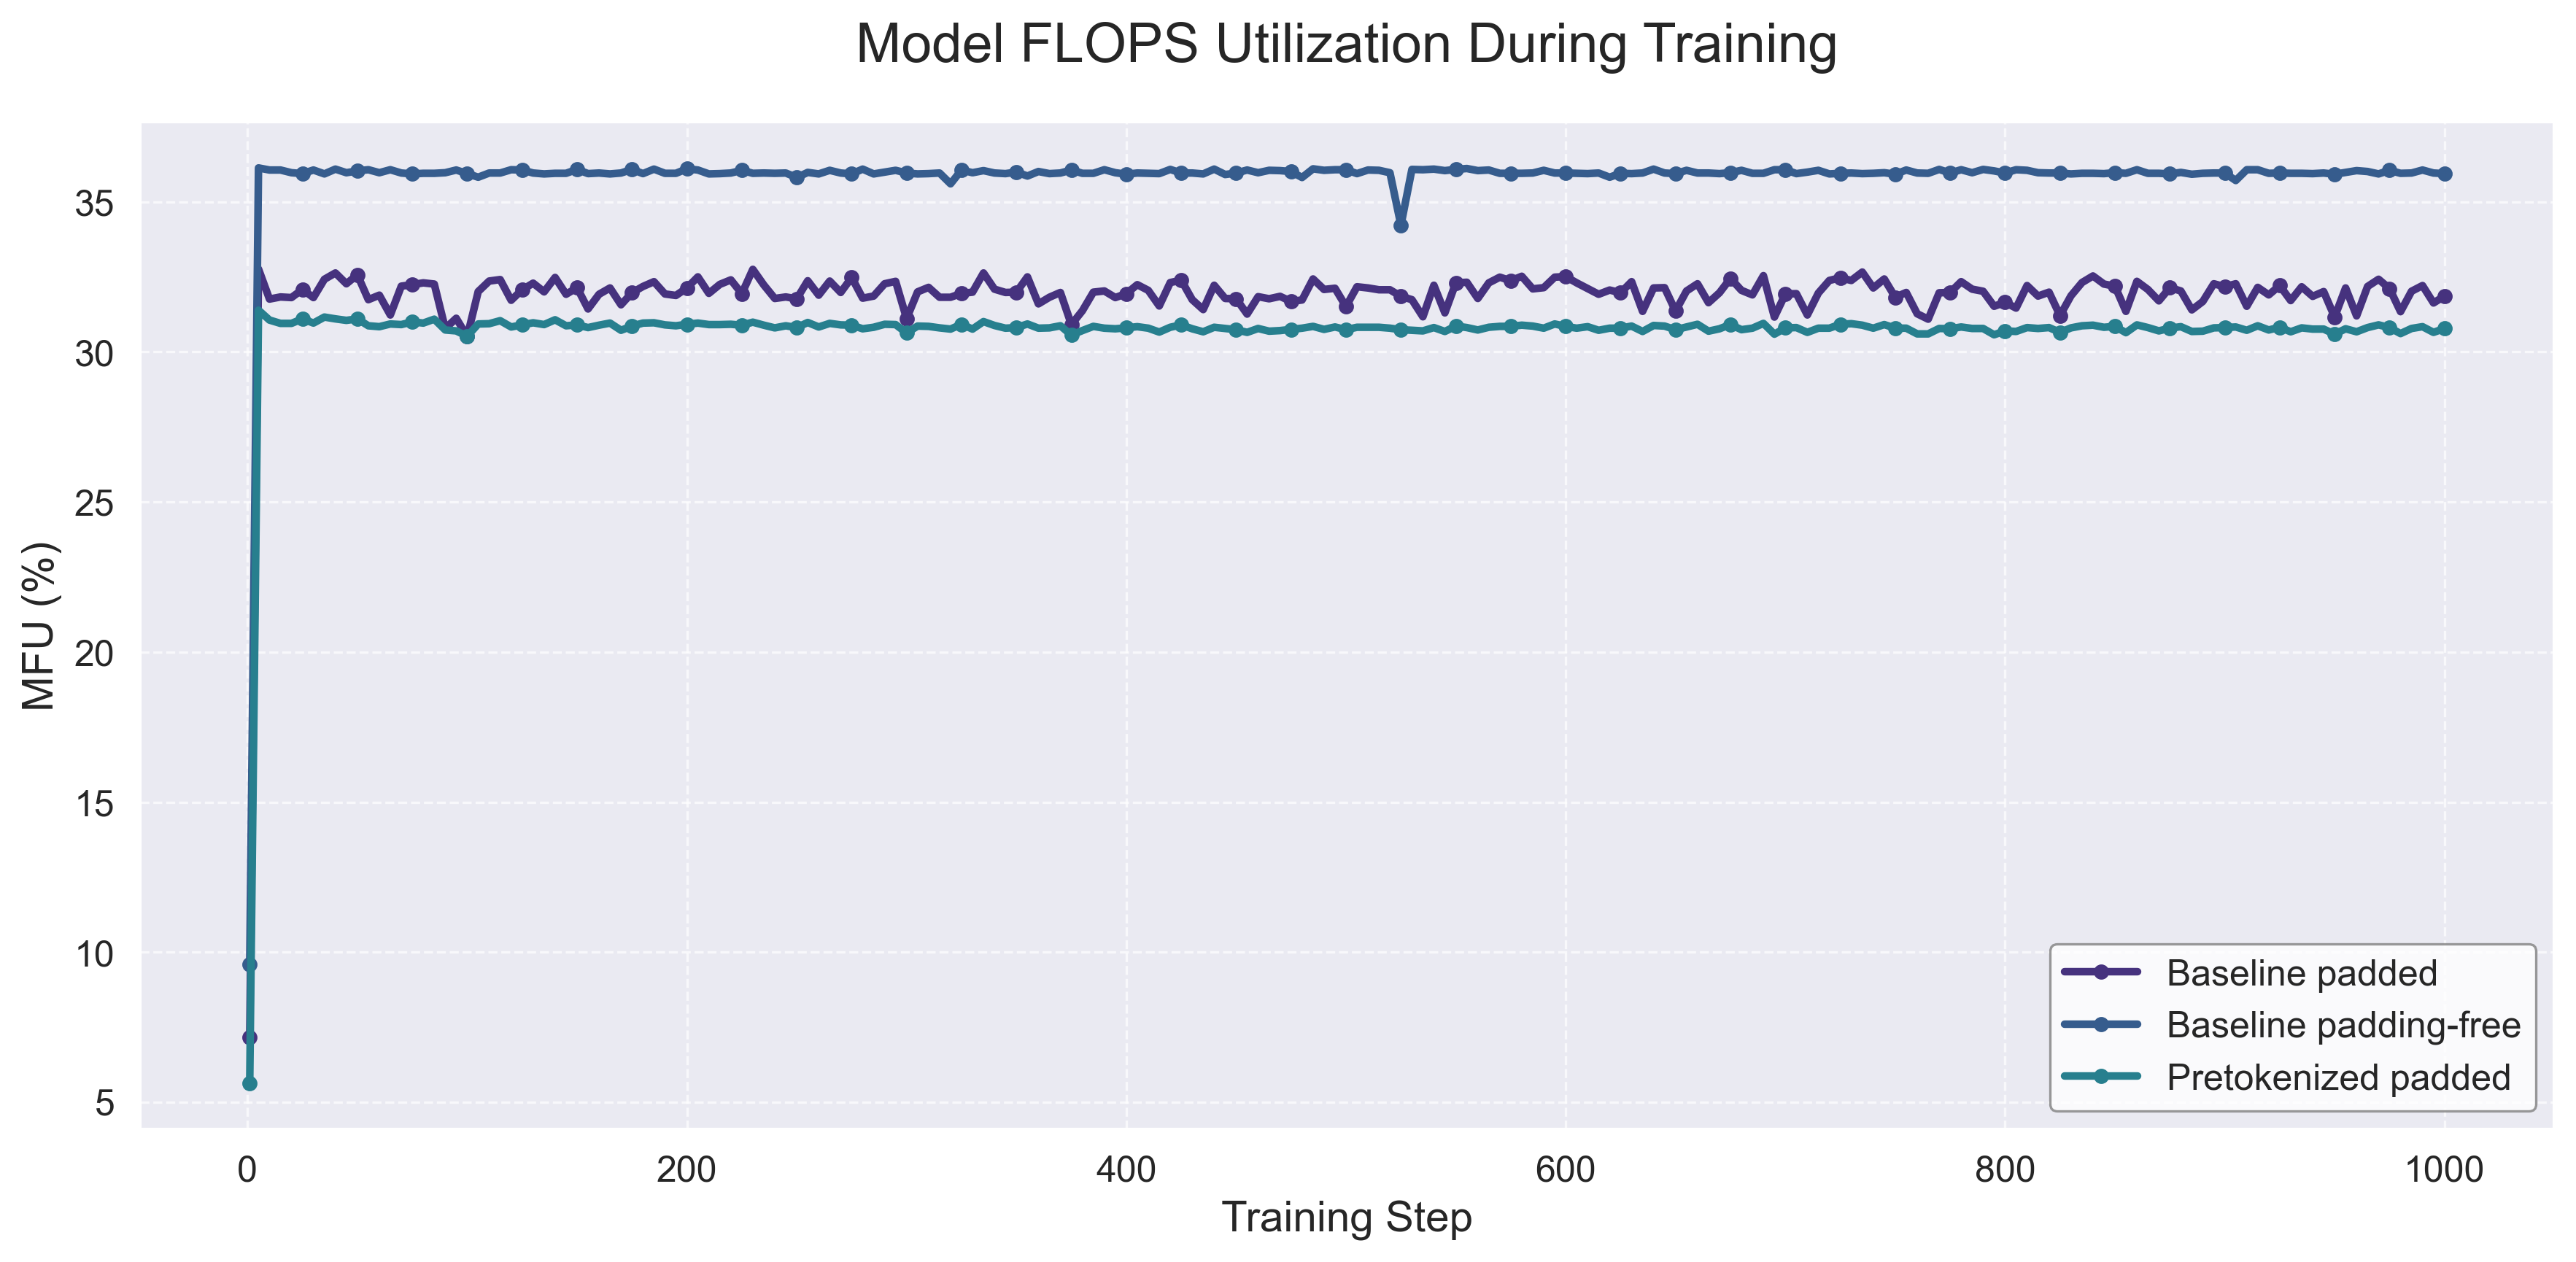 Model FLOPS Utilization During Training
MFU (%)
35
30
25
20
15
10
5
0 200 400 600 800 1000
Training Step
Baseline padded
Baseline padding-free
Pretokenized padded